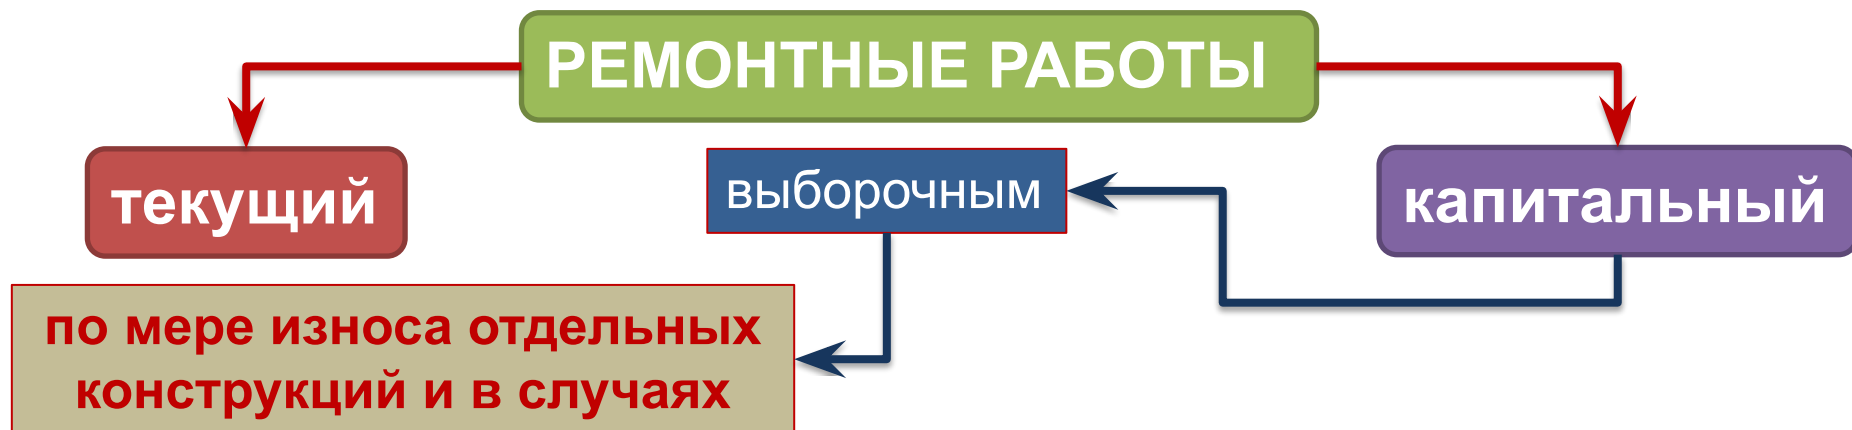 РЕМОНТНЫЕ РАБОТЫ
текущий
выборочным
капитальный
по мере износа отдельных
конструкций и в случаях